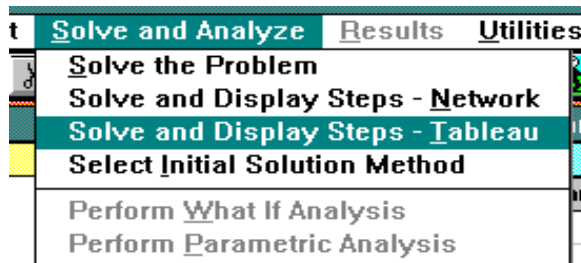 t Solve and Analyze Results Utilities
Solve the Problem
Solve and Display Steps - Network
Solve and Display Steps - Tableau
Select Initial Solution Method
Perform What If Analysis
Perform Parametric Analysis